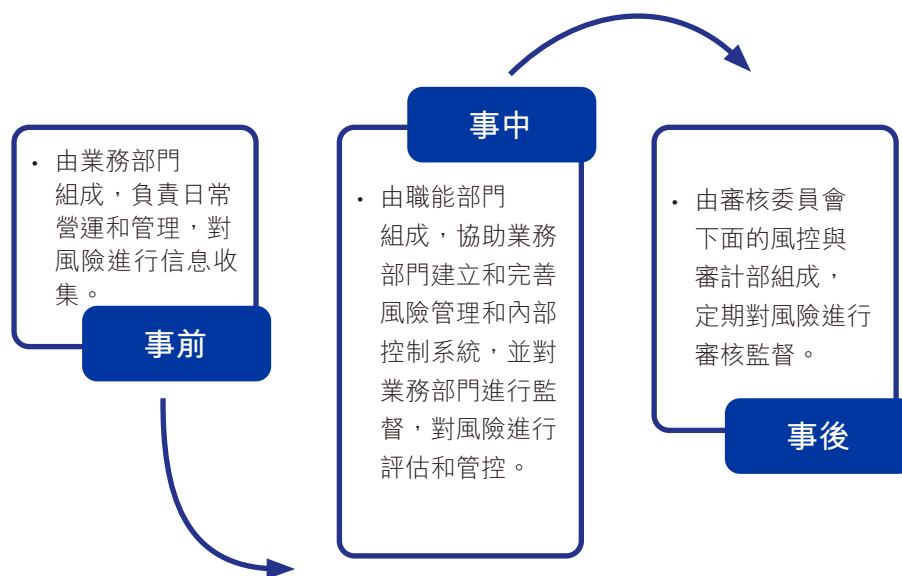 由業務部門
組成，負責日常
營運和管理，對
風險進行信息收
集。
事前
事中
• 由職能部門
組成，協助業務
部門建立和完善
風險管理和內部
控制系統，並對
業務部門進行監
督，對風險進行
評估和管控。
• 由審核委員會
下面的風控與
審計部組成，
定期對風險進行
審核監督。
事後